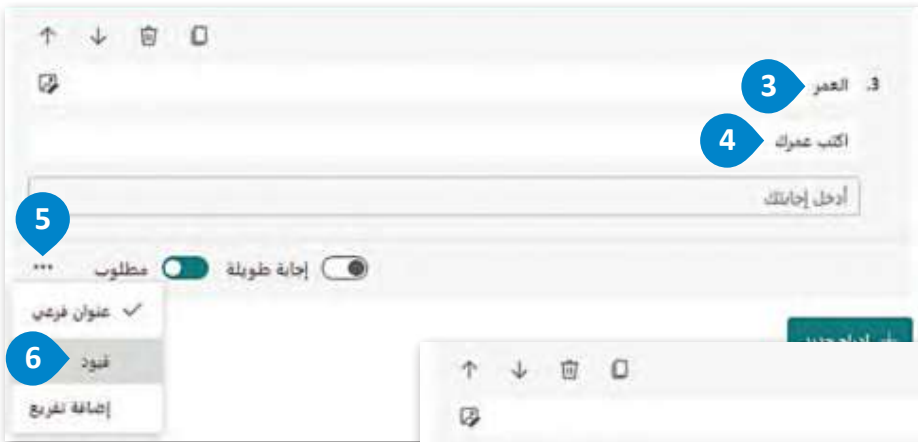 3. العمر 3
اكتب عمرك 4
أدخل إجابتك
5
إجابة طويلة مطلوب ...
عنوان فرعي
قيود 6
إضافة تفريع